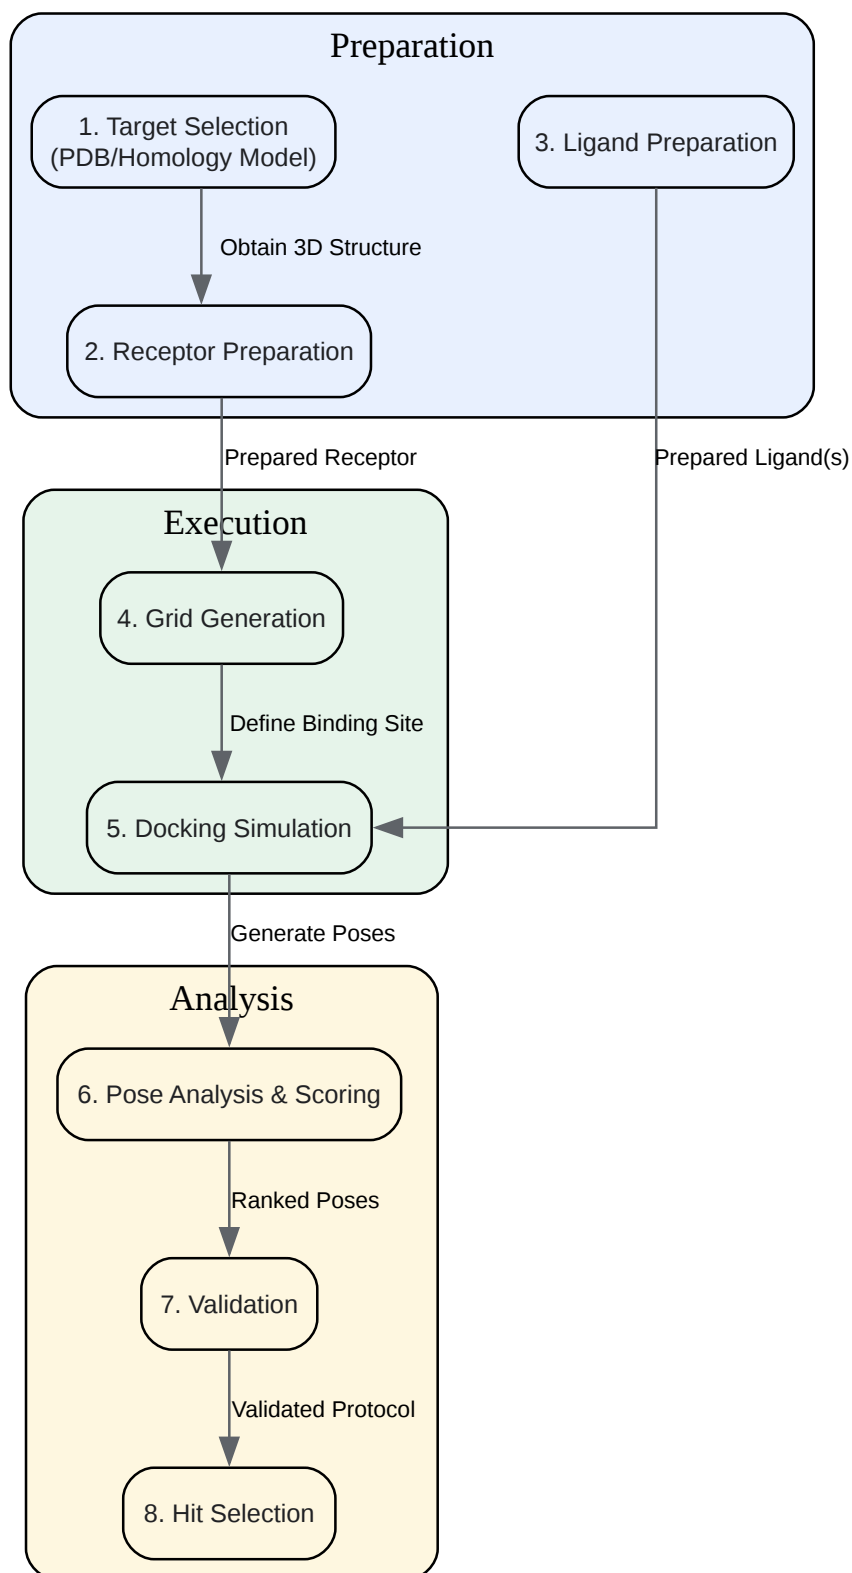 Preparation
1. Target Selection
(PDB/Homology Model)
3. Ligand Preparation
Obtain 3D Structure
2. Receptor Preparation
Prepared Receptor
Prepared Ligand(s)
Execution
4. Grid Generation
Define Binding Site
5. Docking Simulation
Generate Poses
Analysis
6. Pose Analysis & Scoring
Ranked Poses
7. Validation
Validated Protocol
8. Hit Selection